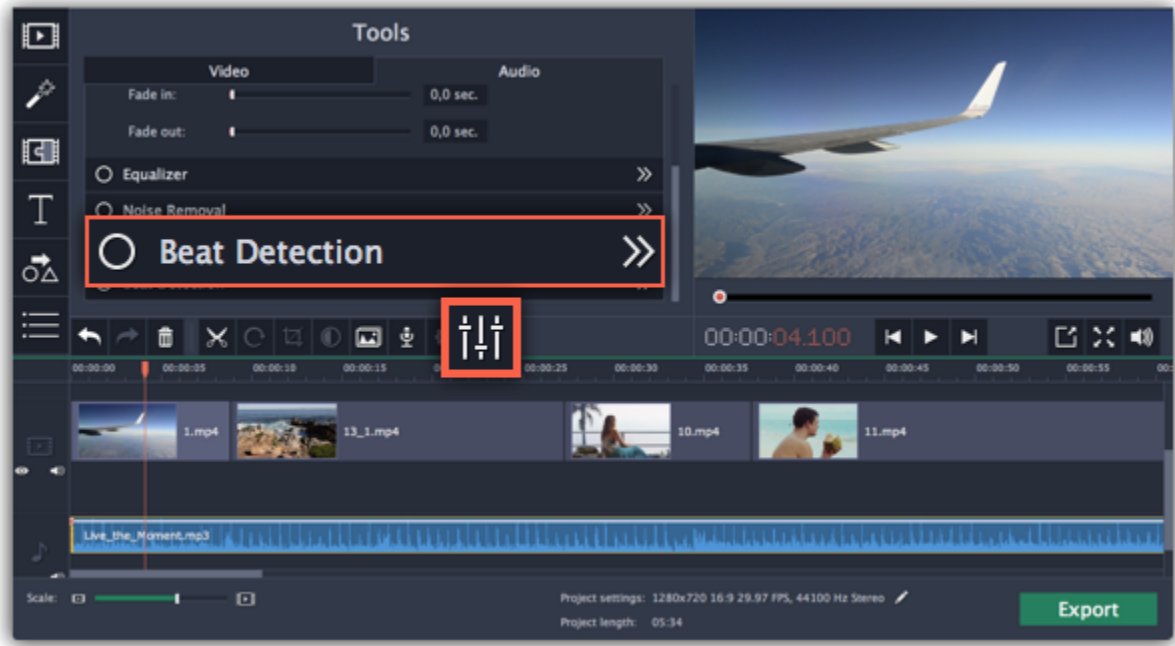 Tools
Video Audio
Fade in: 0,0 sec.
Fade out: 0,0 sec.
Equalizer
Noise Removal
Beat Detection
00:00:04.100
00:00:00 00:00:05 00:00:10 00:00:15 00:00:25 00:00:30 00:00:35 00:00:40 00:00:45 00:00:50 00:00:55
1.mp4 13_1.mp4 10.mp4 11.mp4
Live_the_Moment.mp3
Scale: Project settings: 1280x720 16:9 29.97 FPS, 44100 Hz Stereo
Project length: 05:34
Export